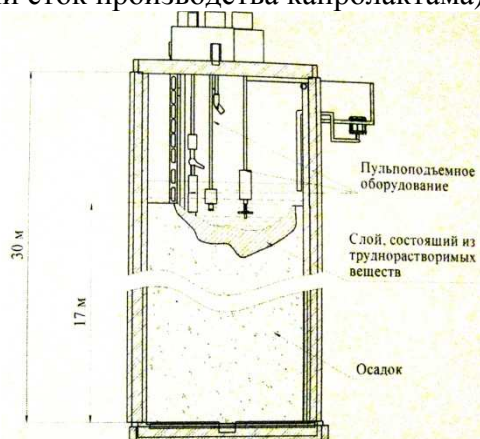 и сток производства капролактама)
Пульпоподъемное
оборудование
Слой, состоящий из
труднорастворимых
веществ
Осадок
30 м
17 м